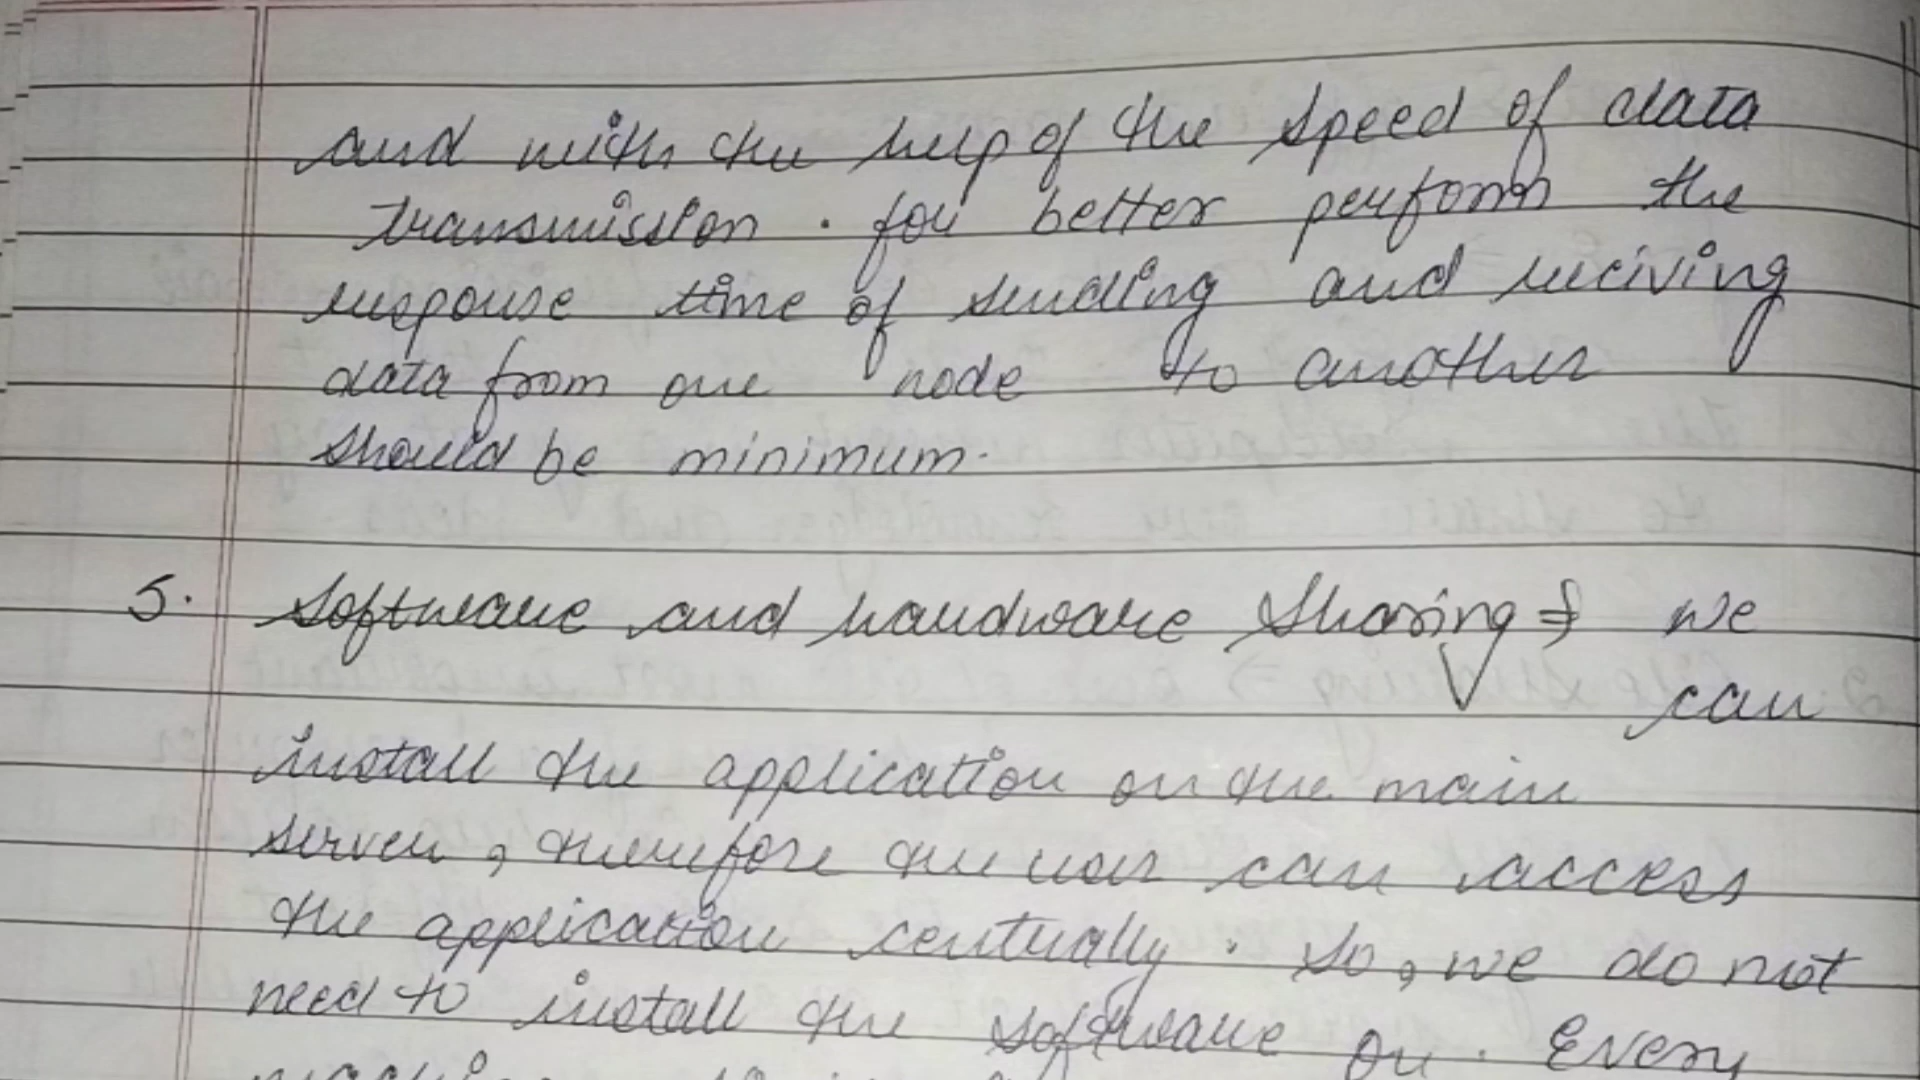 and with the help of the speed of data
transmission . for better perform the
response time of sending and reciving
data from one node to another
should be minimum.
5. Software and hardware Sharing ⇒ we
can
install the application on the main
server, therefore the user can access
the application centrally. So, we do not
need to install the software on. Every